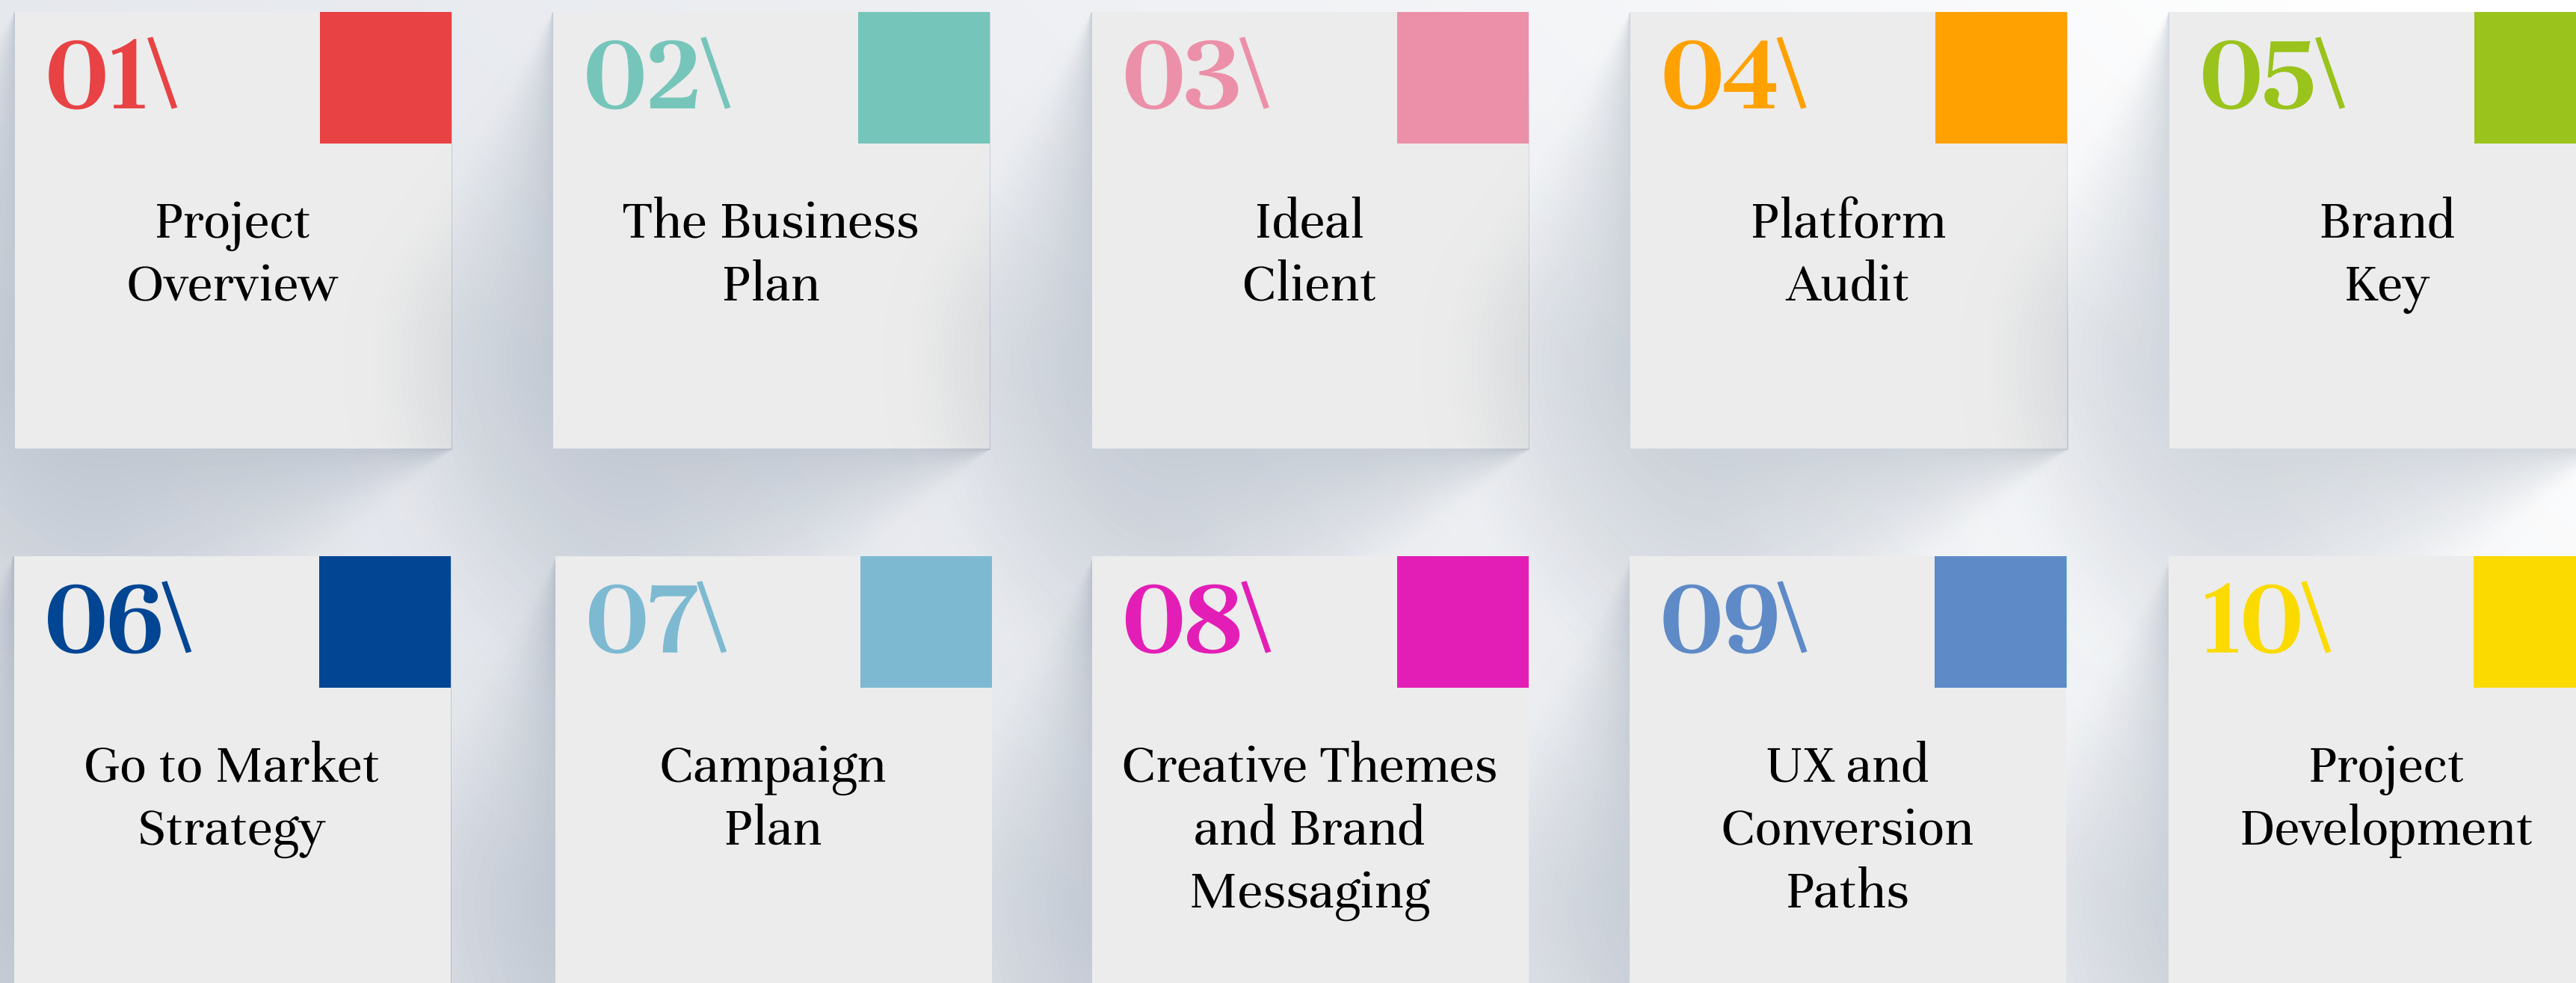 01\
Project
Overview
02\
The Business
Plan
03\
Ideal
Client
04\
Platform
Audit
05\
Brand
Key
06\
Go to Market
Strategy
07\
Campaign
Plan
08\
Creative Themes
and Brand
Messaging
09\
UX and
Conversion
Paths
10\
Project
Development